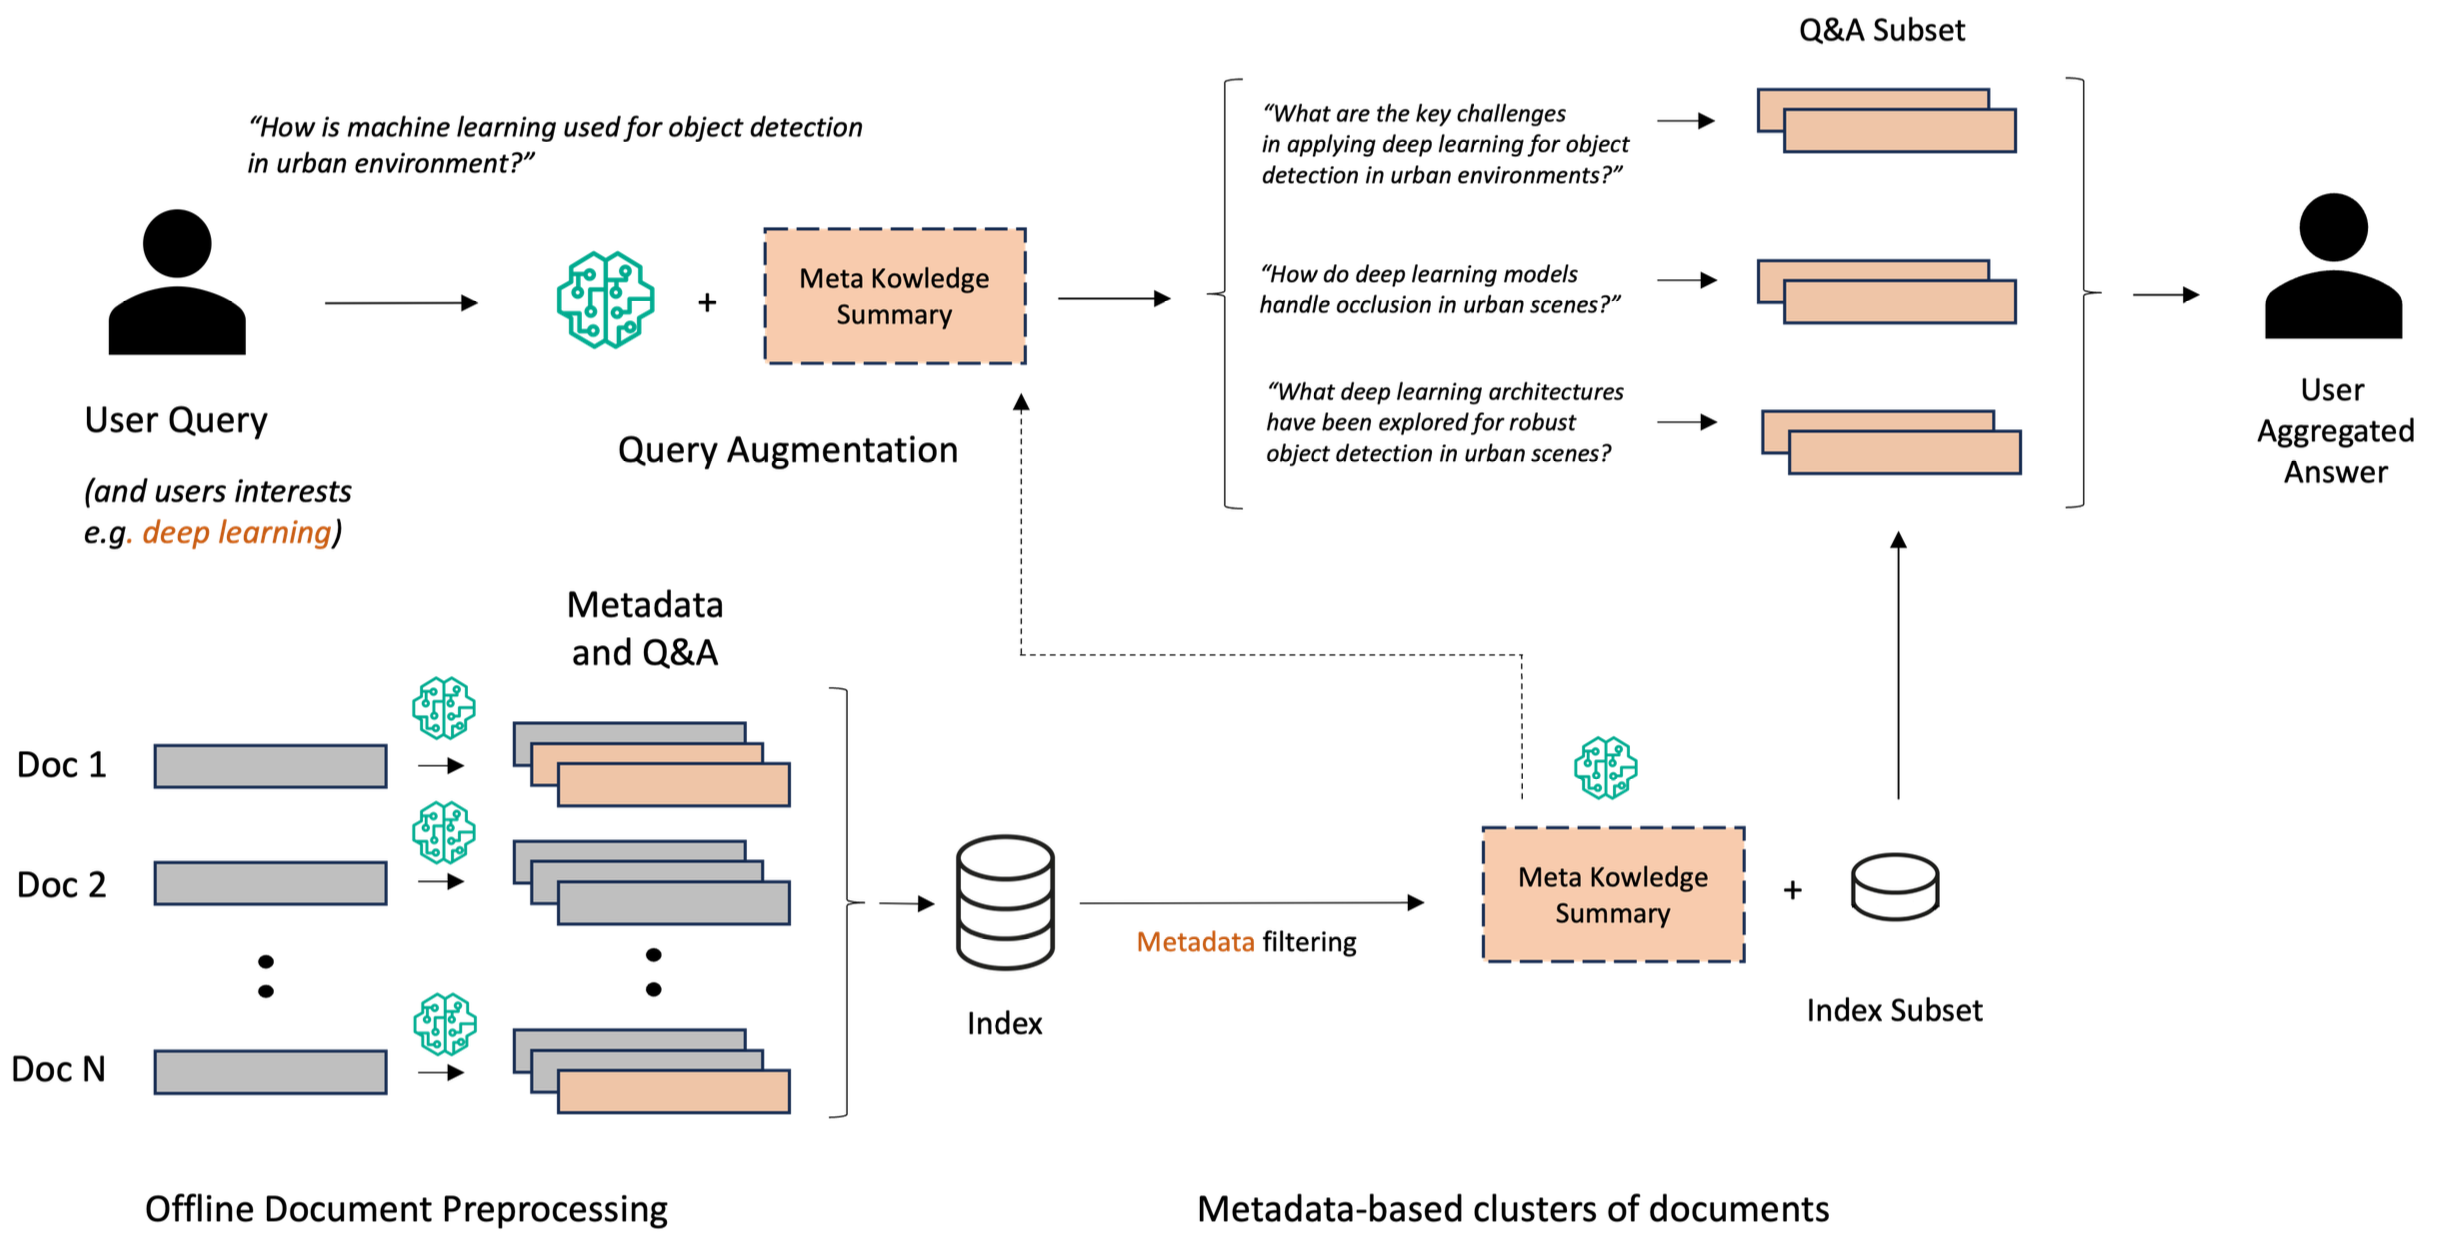 Q&A Subset
“How is machine learning used for object detection
in urban environment?”
“What are the key challenges
in applying deep learning for object
detection in urban environments?”
Meta Kowledge
Summary
+
“How do deep learning models
handle occlusion in urban scenes?”
User Query
Query Augmentation
“What deep learning architectures
have been explored for robust
object detection in urban scenes?
User
Aggregated
Answer
(and users interests
e.g. deep learning)
Metadata
and Q&A
Doc 1
Doc 2
Doc N
Index
Metadata filtering
Meta Kowledge
Summary
+
Index Subset
Offline Document Preprocessing
Metadata-based clusters of documents